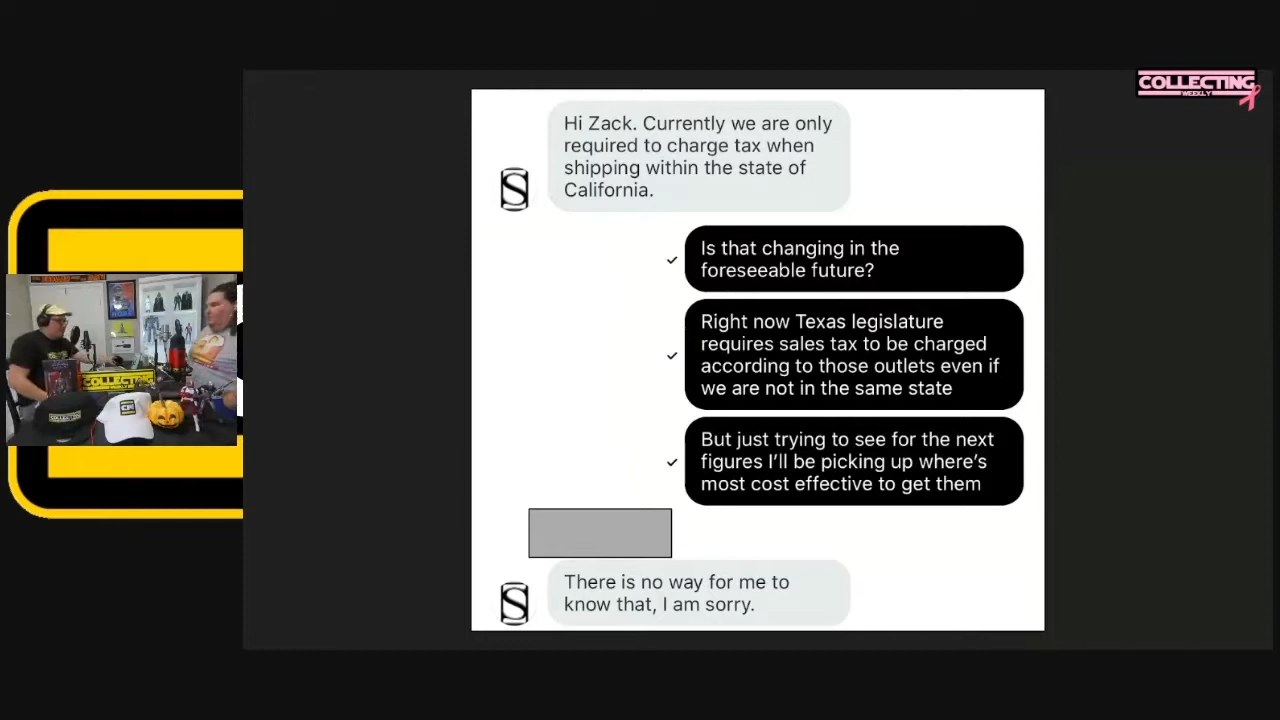 COLLECTING
WEEKLY
Hi Zack. Currently we are only
required to charge tax when
shipping within the state of
California.
Is that changing in the
foreseeable future?
Right now Texas legislature
requires sales tax to be charged
according to those outlets even if
we are not in the same state
But just trying to see for the next
figures I’ll be picking up where’s
most cost effective to get them
There is no way for me to
know that, I am sorry.
COLLECTING